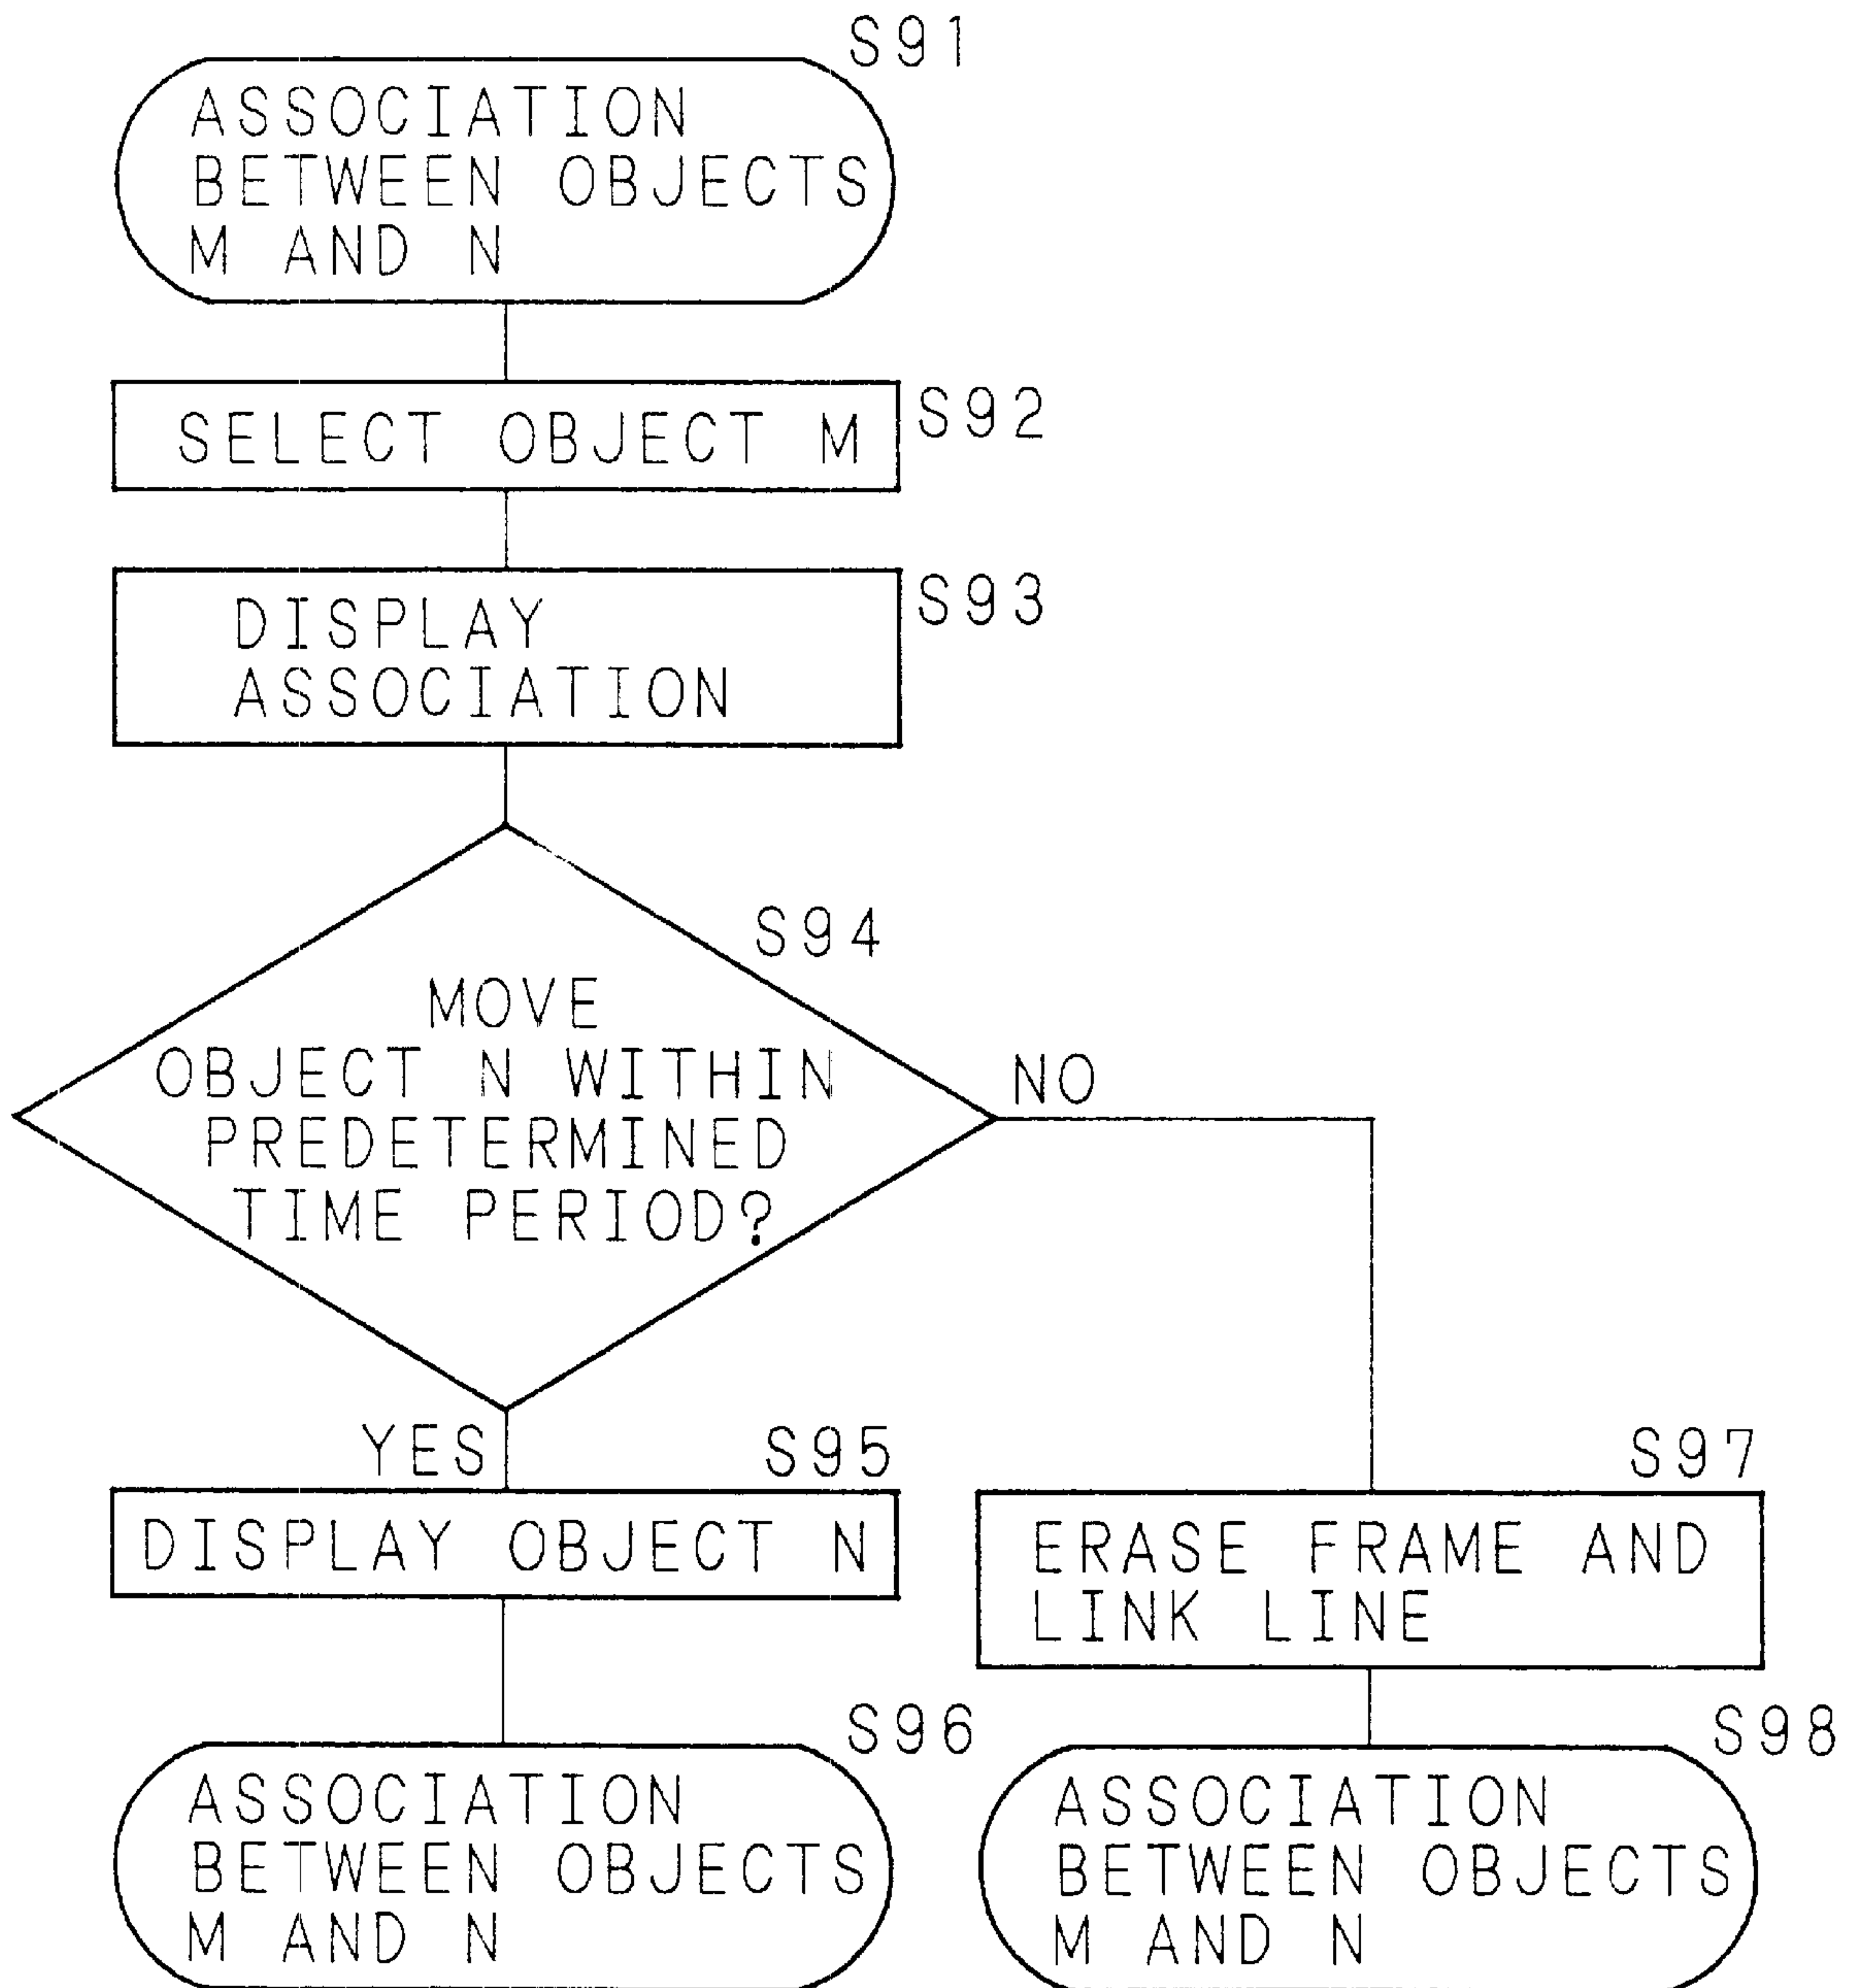 S91
ASSOCIATION
BETWEEN OBJECTS
M AND N
SELECT OBJECT M
S92
DISPLAY
ASSOCIATION
S93
S94
MOVE
OBJECT N WITHIN
PREDETERMINED
TIME PERIOD?
NO
YES
S95
DISPLAY OBJECT N
S97
ERASE FRAME AND
LINK LINE
S96
ASSOCIATION
BETWEEN OBJECTS
M AND N
S98
ASSOCIATION
BETWEEN OBJECTS
M AND N